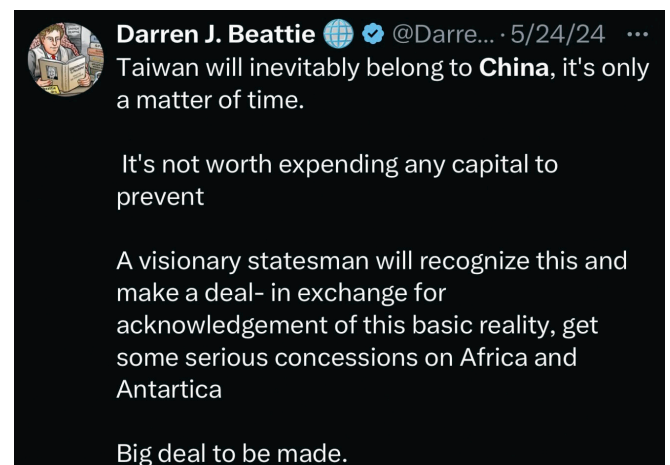 Darren J. Beattie @Darre... · 5/24/24 ...
Taiwan will inevitably belong to China, it's only
a matter of time.
It's not worth expending any capital to
prevent
A visionary statesman will recognize this and
make a deal- in exchange for
acknowledgement of this basic reality, get
some serious concessions on Africa and
Antartica
Big deal to be made.